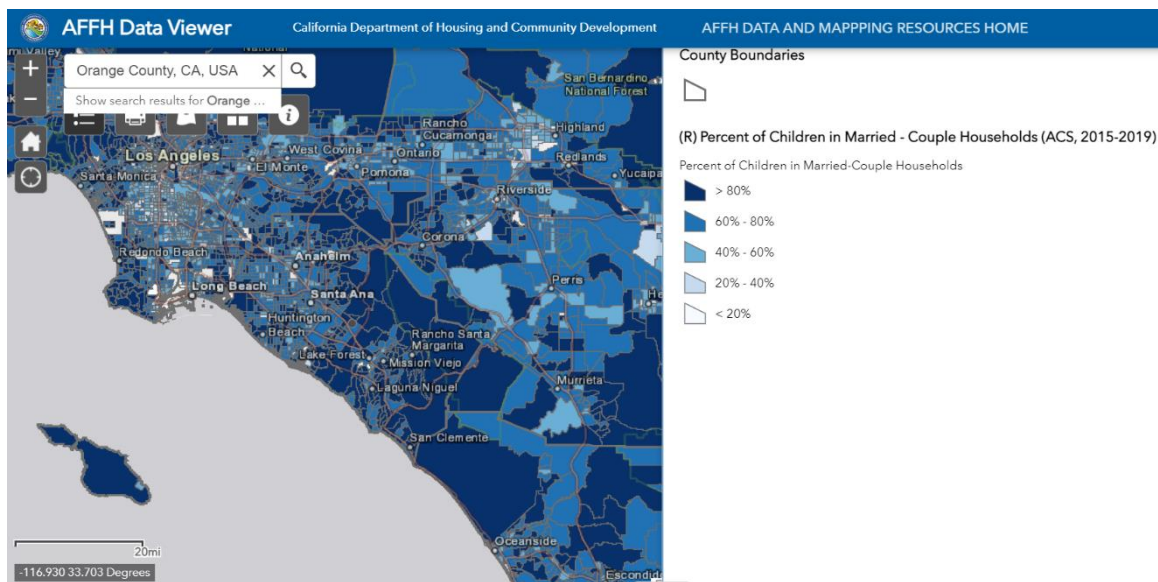 AFFH Data Viewer
California Department of Housing and Community Development
AFFH DATA AND MAPPPING RESOURCES HOME
Orange County, CA, USA
Show search results for Orange ...
County Boundaries
(R) Percent of Children in Married - Couple Households (ACS, 2015-2019)
Percent of Children in Married-Couple Households
> 80%
60% - 80%
40% - 60%
20% - 40%
< 20%
San Bernardino
National Forest
Rancho
Cucamonga
Highland
Los Angeles
West Covina
Ontario
Redlands
Santa Monica
El Monte
Pomona
Yucaipa
Riverside
Corona
Redondo Beach
Anaheim
Perris
Long Beach
Santa Ana
Huntington
Beach
Rancho Santa
Margarita
Lake Forest
Mission Viejo
Laguna Niguel
Murrieta
San Clemente
Oceanside
Escondid
20mi
-116.930 33.703 Degrees